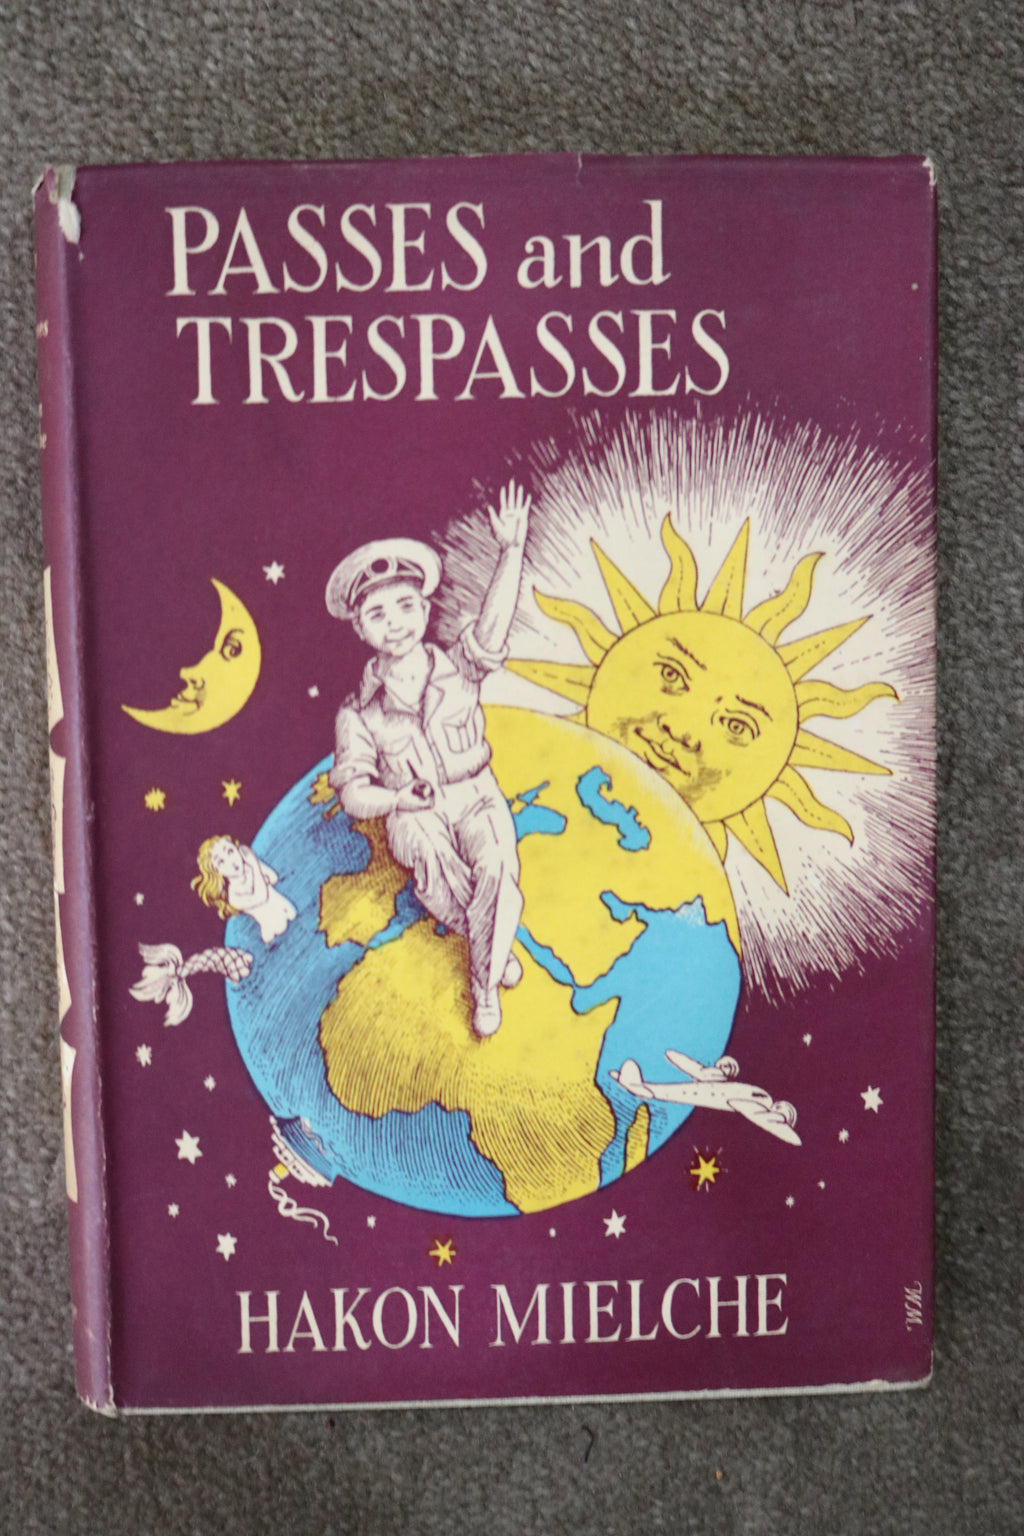 PASSES and
TRESPASSES
HAKON MIELCHE
W.M.